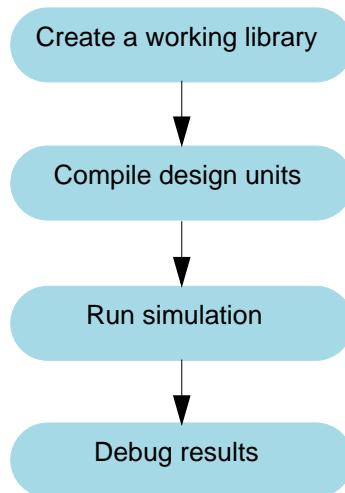 Create a working library
Compile design units
Run simulation
Debug results